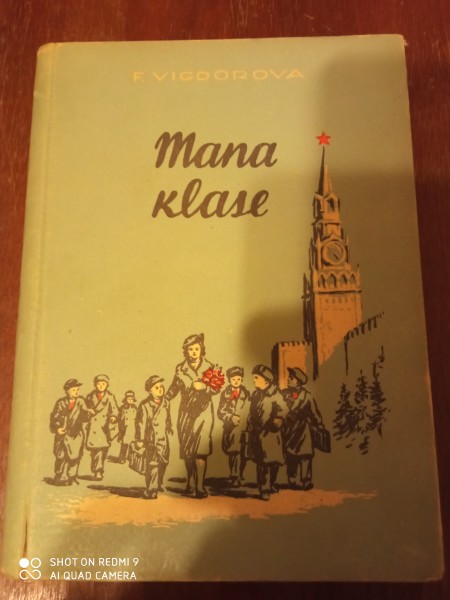 F. VIGDOROVA
Mana
klase
SHOT ON REDMI 9
AI QUAD CAMERA